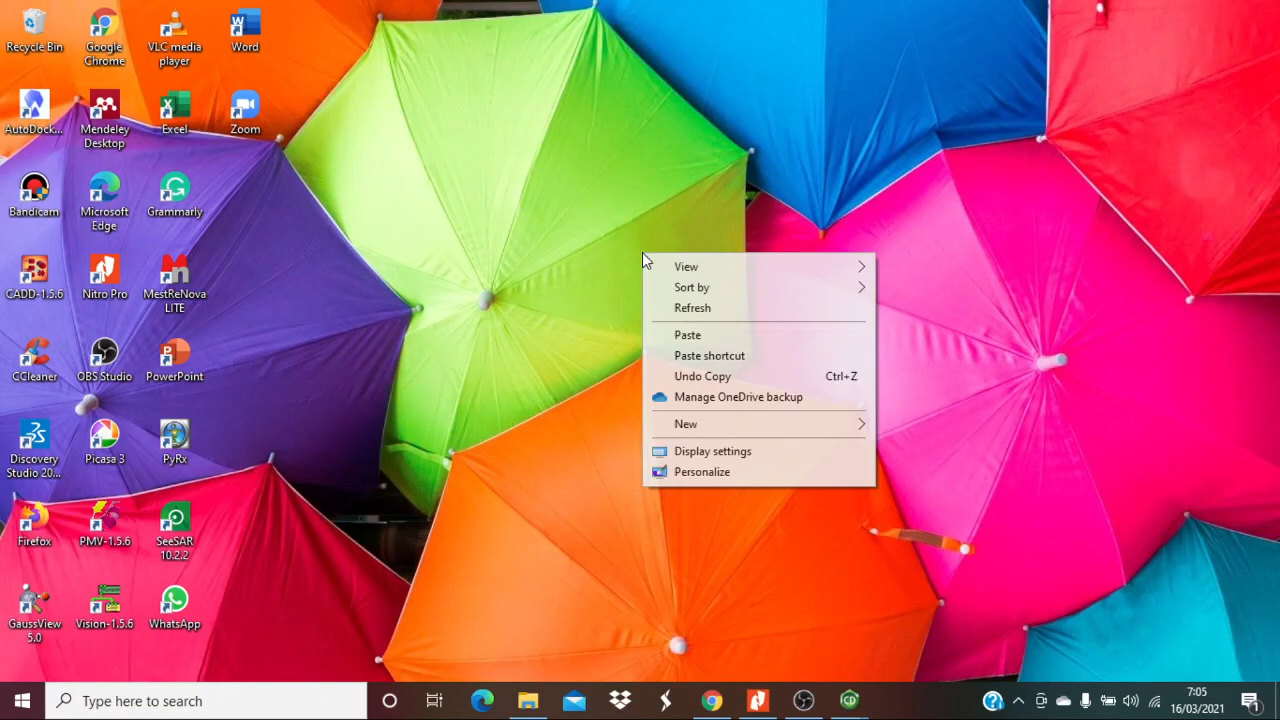 Recycle Bin
Google
Chrome
VLC media
player
Word
AutoDock...
Mendeley
Desktop
Excel
Zoom
Bandicam
Microsoft
Edge
Grammarly
CADD-1.5.6
Nitro Pro
MestReNova
LITE
CCleaner
OBS Studio
PowerPoint
Discovery
Studio 20...
Picasa 3
PyRx
Firefox
PMV-1.5.6
SeeSAR
10.2.2
GaussView
5.0
Vision-1.5.6
WhatsApp
View
Sort by
Refresh
Paste
Paste shortcut
Undo Copy Ctrl+Z
Manage OneDrive backup
New
Display settings
Personalize
Type here to search
7:05
16/03/2021